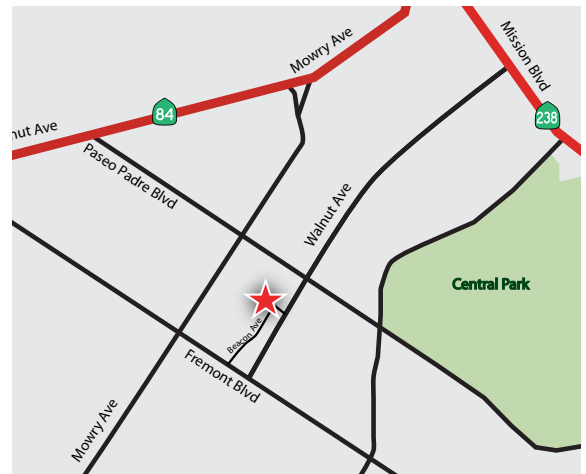 Mowry Ave
Mission Blvd
84
238
nut Ave
Paseo Padre Blvd
Walnut Ave
Central Park
Beacon Ave
Fremont Blvd
Mowry Ave